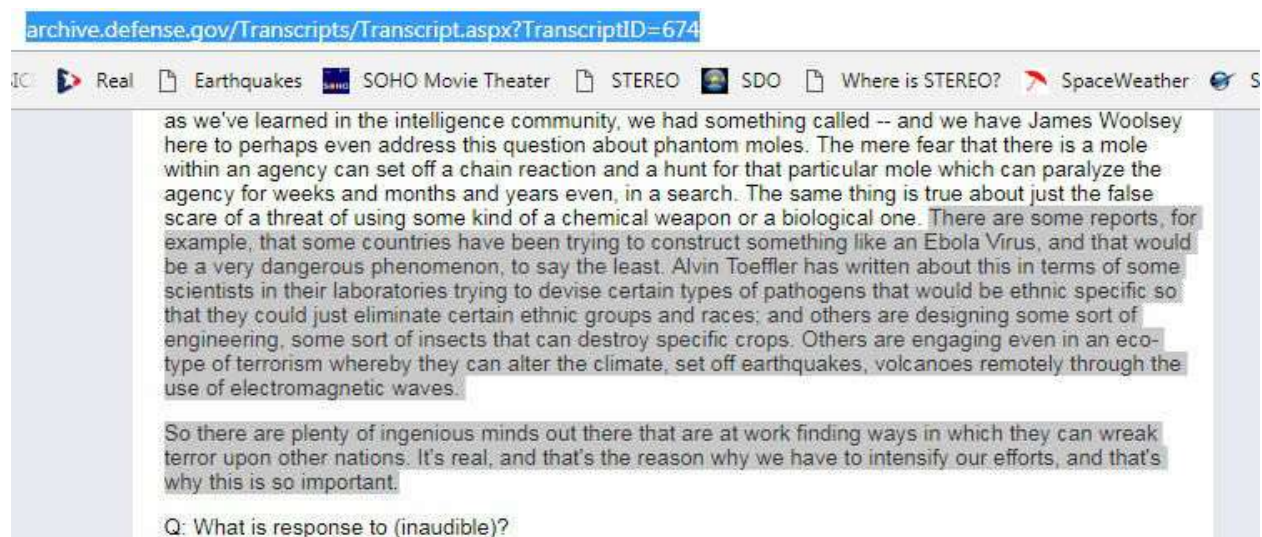 archive.defense.gov/Transcripts/Transcript.aspx?TranscriptID=674
Real Earthquakes SOHO Movie Theater STEREO SDO Where is STEREO? SpaceWeather S
as we've learned in the intelligence community, we had something called -- and we have James Woolsey
here to perhaps even address this question about phantom moles. The mere fear that there is a mole
within an agency can set off a chain reaction and a hunt for that particular mole which can paralyze the
agency for weeks and months and years even, in a search. The same thing is true about just the false
scare of a threat of using some kind of a chemical weapon or a biological one. There are some reports, for
example, that some countries have been trying to construct something like an Ebola Virus, and that would
be a very dangerous phenomenon, to say the least. Alvin Toeffler has written about this in terms of some
scientists in their laboratories trying to devise certain types of pathogens that would be ethnic specific so
that they could just eliminate certain ethnic groups and races; and others are designing some sort of
engineering, some sort of insects that can destroy specific crops. Others are engaging even in an eco-
type of terrorism whereby they can alter the climate, set off earthquakes, volcanoes remotely through the
use of electromagnetic waves.
So there are plenty of ingenious minds out there that are at work finding ways in which they can wreak
terror upon other nations. It's real, and that's the reason why we have to intensify our efforts, and that's
why this is so important.
Q: What is response to (inaudible)?